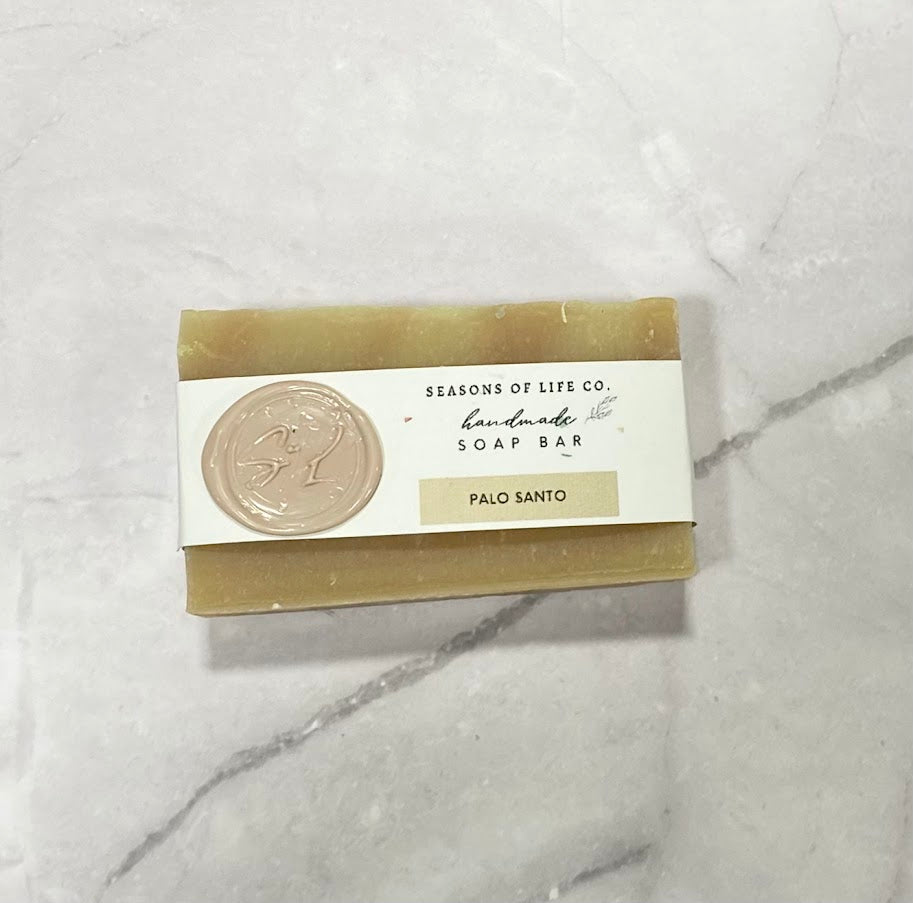 SEASONS OF LIFE CO.
handmade
SOAP BAR
PALO SANTO